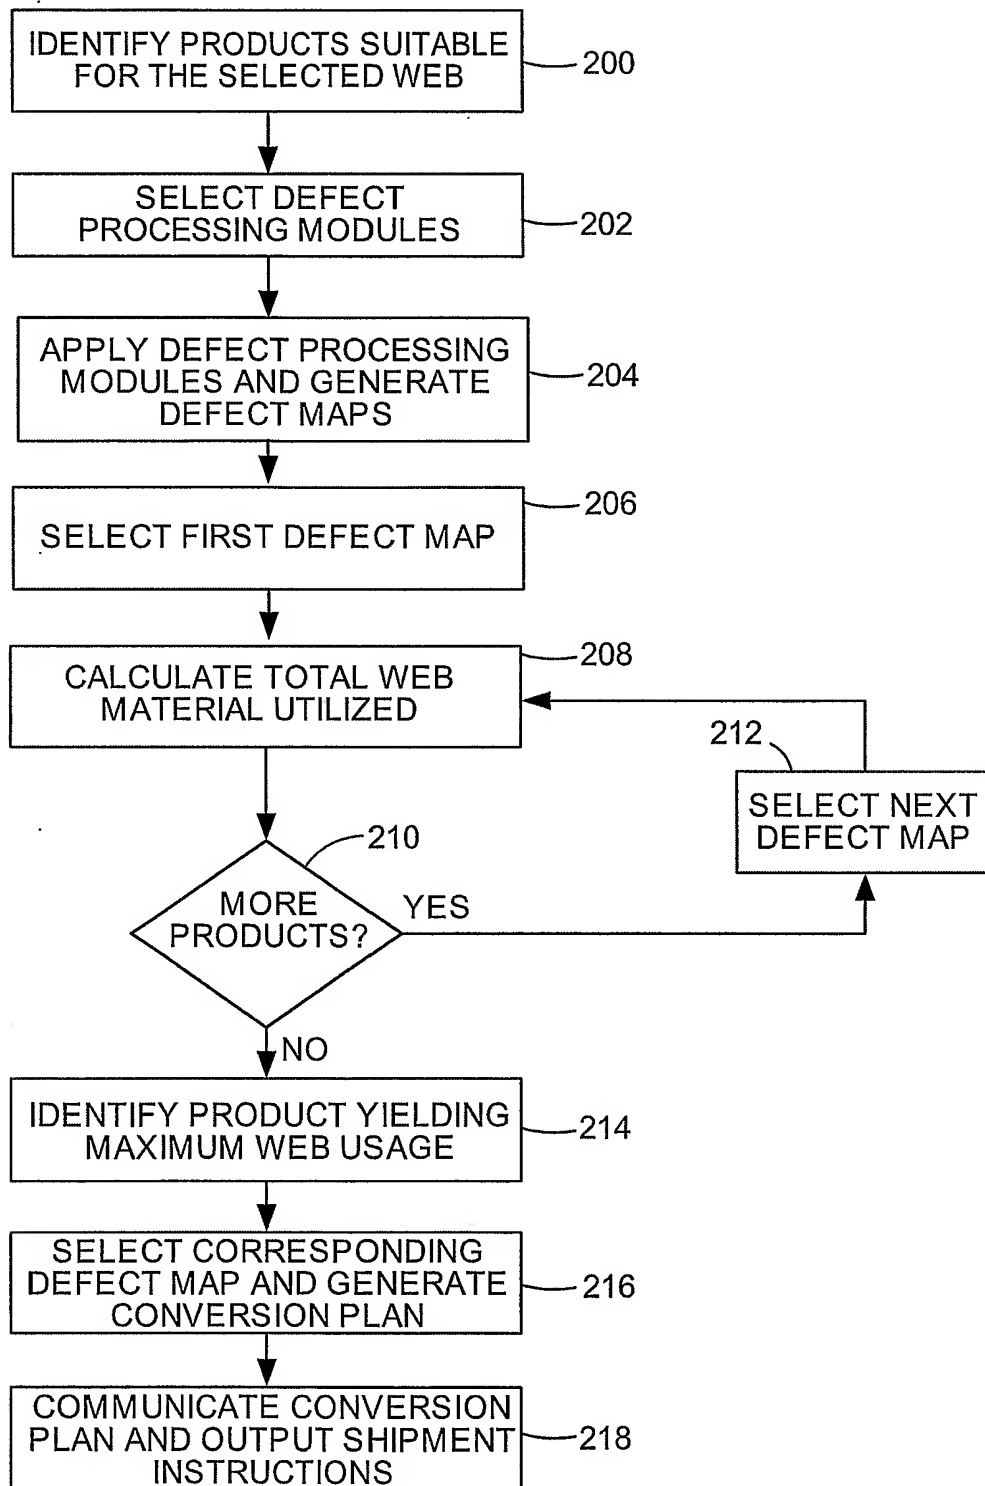 IDENTIFY PRODUCTS SUITABLE
FOR THE SELECTED WEB
200
SELECT DEFECT
PROCESSING MODULES
202
APPLY DEFECT PROCESSING
MODULES AND GENERATE
DEFECT MAPS
204
206
SELECT FIRST DEFECT MAP
208
CALCULATE TOTAL WEB
MATERIAL UTILIZED
212
SELECT NEXT
DEFECT MAP
210
MORE
PRODUCTS?
YES
NO
IDENTIFY PRODUCT YIELDING
MAXIMUM WEB USAGE
214
SELECT CORRESPONDING
DEFECT MAP AND GENERATE
CONVERSION PLAN
216
COMMUNICATE CONVERSION
PLAN AND OUTPUT SHIPMENT
INSTRUCTIONS
218